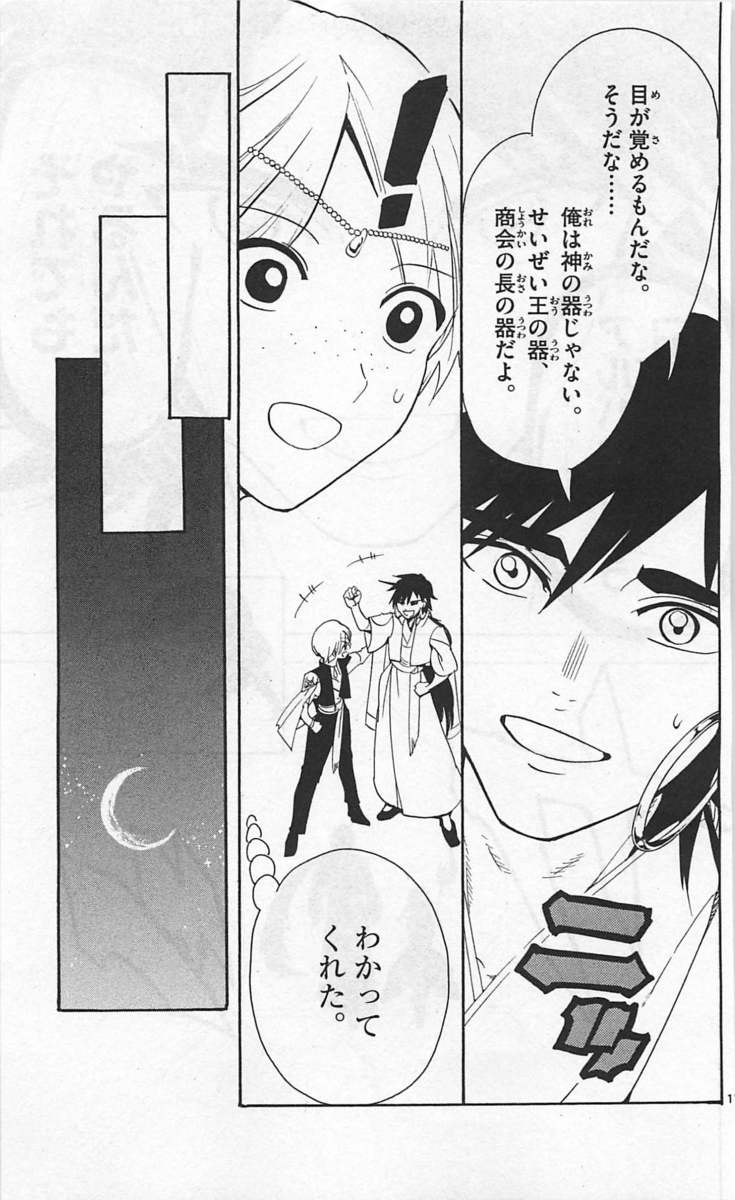 目が覚めるもんだな。
そうだな……
俺は神の器じゃない。
せいぜい王の器、
商会の長の器だよ。
ニッ
!
わかって
くれた。